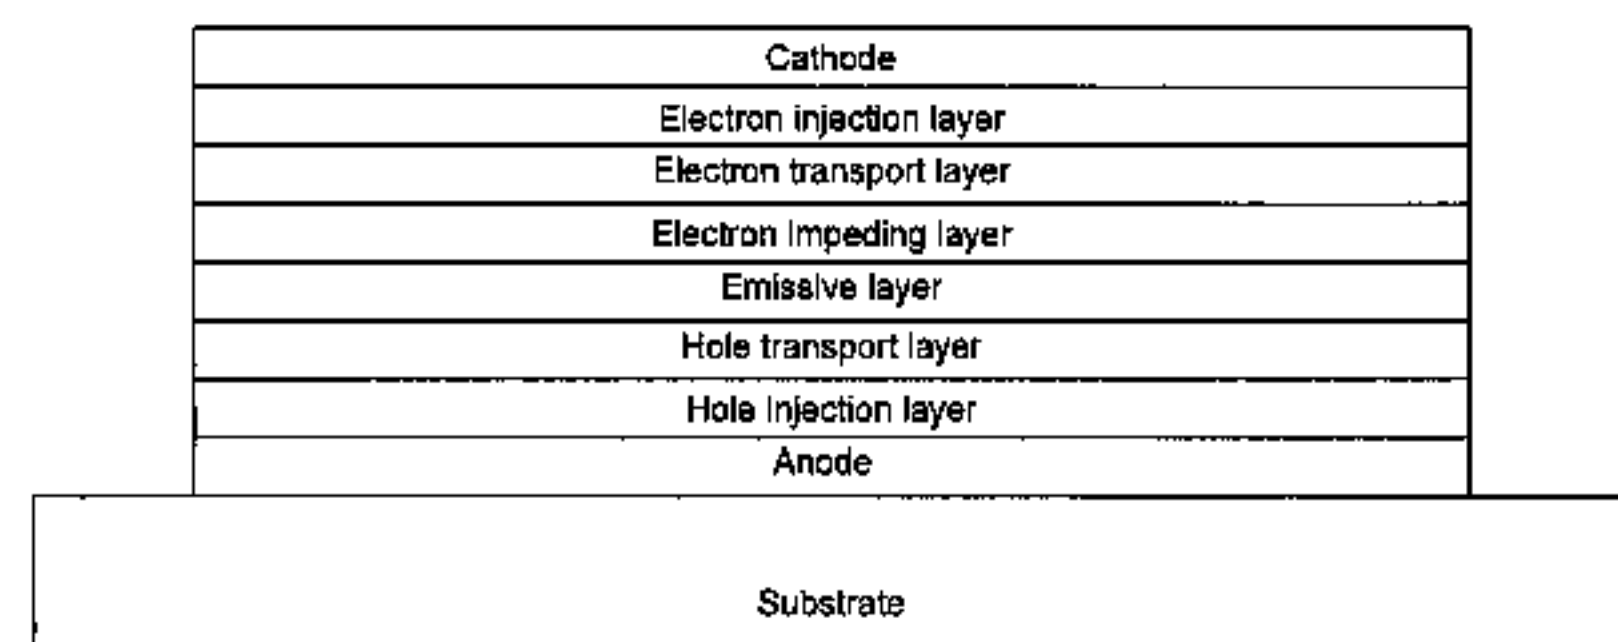 Cathode
Electron injection layer
Electron transport layer
Electron Impeding layer
Emissive layer
Hole transport layer
Hole Injection layer
Anode
Substrate